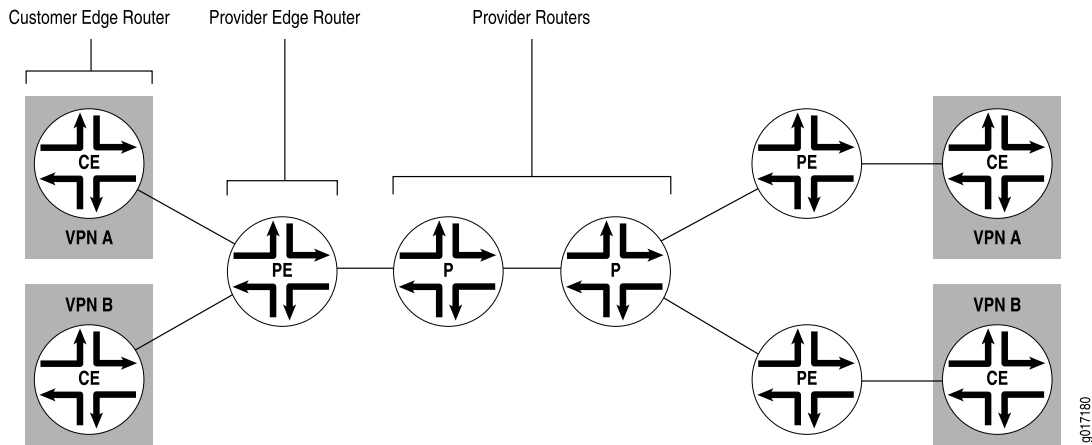 Customer Edge Router
Provider Edge Router
Provider Routers
CE
VPN A
PE
CE
VPN A
PE
P
P
VPN B
CE
PE
VPN B
CE
g017180